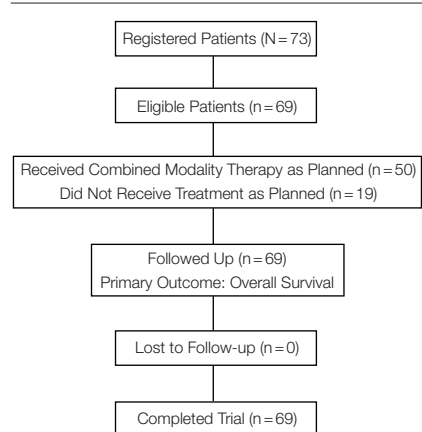 Registered Patients (N=73)
Eligible Patients (n=69)
Received Combined Modality Therapy as Planned (n=50)
Did Not Receive Treatment as Planned (n=19)
Followed Up (n=69)
Primary Outcome: Overall Survival
Lost to Follow-up (n=0)
Completed Trial (n=69)